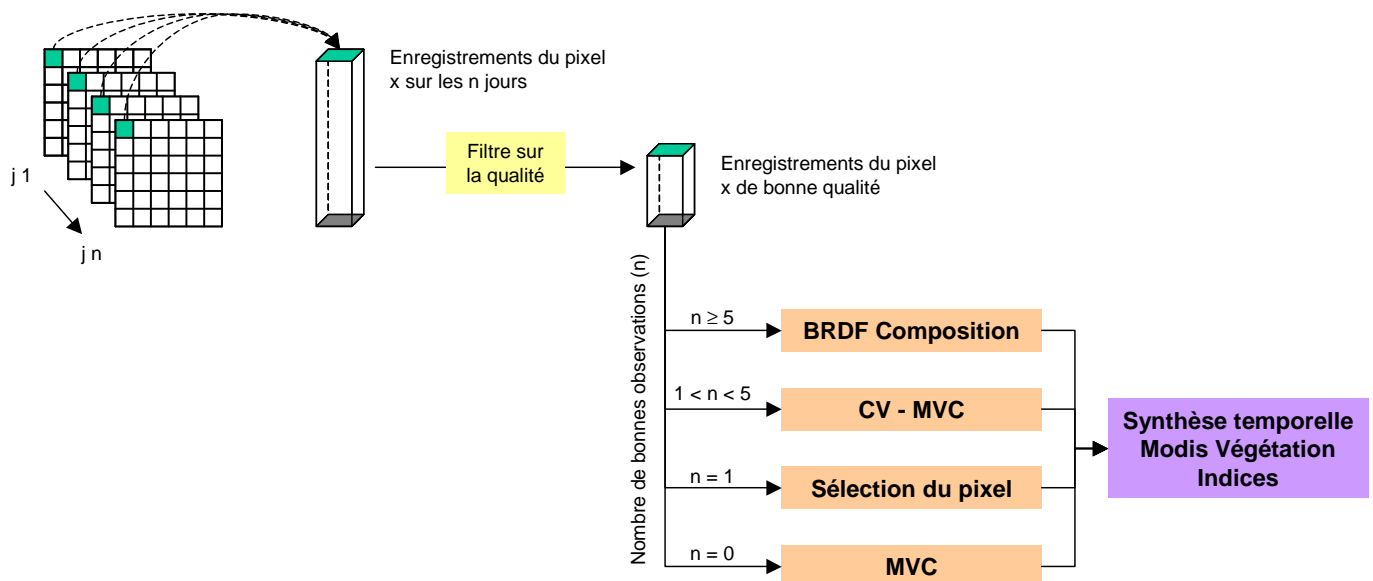 Enregistrements du pixel
x sur les n jours
Filtre sur
la qualité
Enregistrements du pixel
x de bonne qualité
j 1
j n
Nombre de bonnes observations (n)
n ≥ 5
BRDF Composition
1 < n < 5
CV - MVC
n = 1
Sélection du pixel
n = 0
MVC
Synthèse temporelle
Modis Végétation
Indices